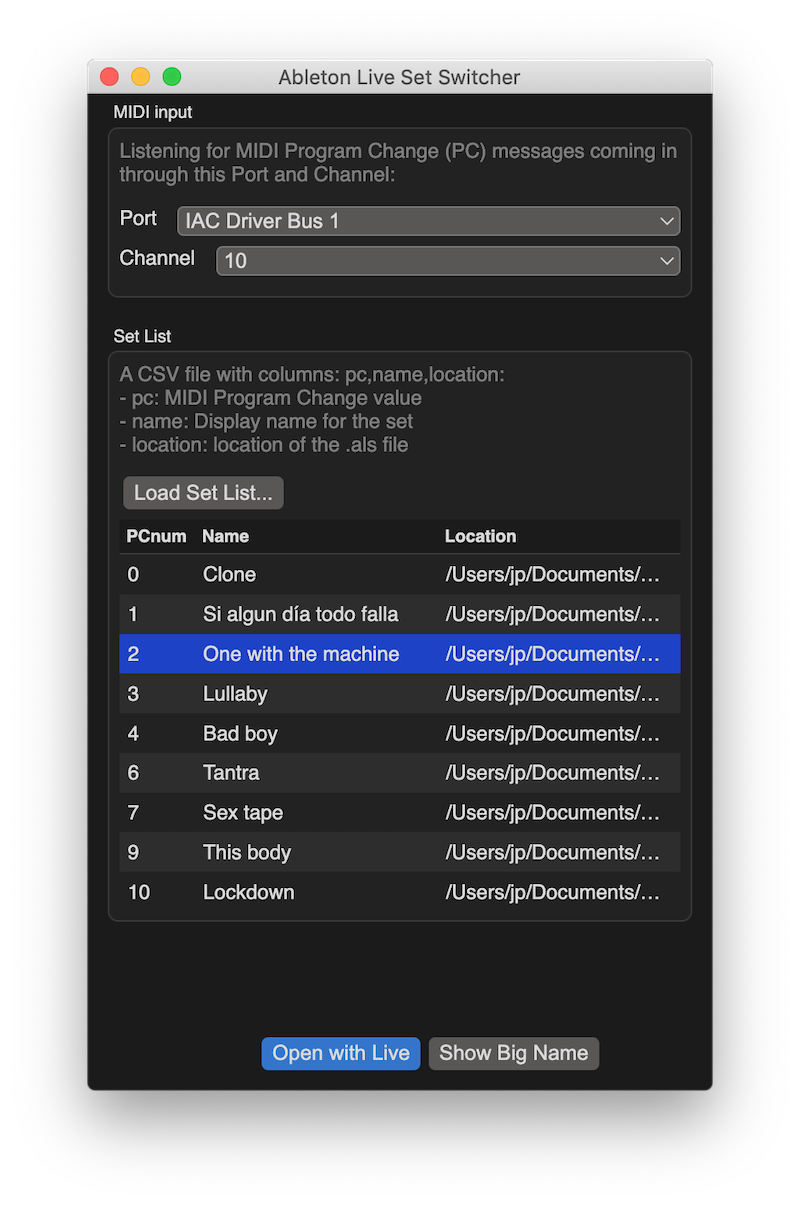 Ableton Live Set Switcher
MIDI input
Listening for MIDI Program Change (PC) messages coming in
through this Port and Channel:
Port IAC Driver Bus 1
Channel 10
Set List
A CSV file with columns: pc,name,location:
- pc: MIDI Program Change value
- name: Display name for the set
- location: location of the .als file
Load Set List...
PCnum Name Location
0 Clone /Users/jp/Documents/…
1 Si algun día todo falla /Users/jp/Documents/…
2 One with the machine /Users/jp/Documents/…
3 Lullaby /Users/jp/Documents/…
4 Bad boy /Users/jp/Documents/…
6 Tantra /Users/jp/Documents/…
7 Sex tape /Users/jp/Documents/…
9 This body /Users/jp/Documents/…
10 Lockdown /Users/jp/Documents/…
Open with Live Show Big Name